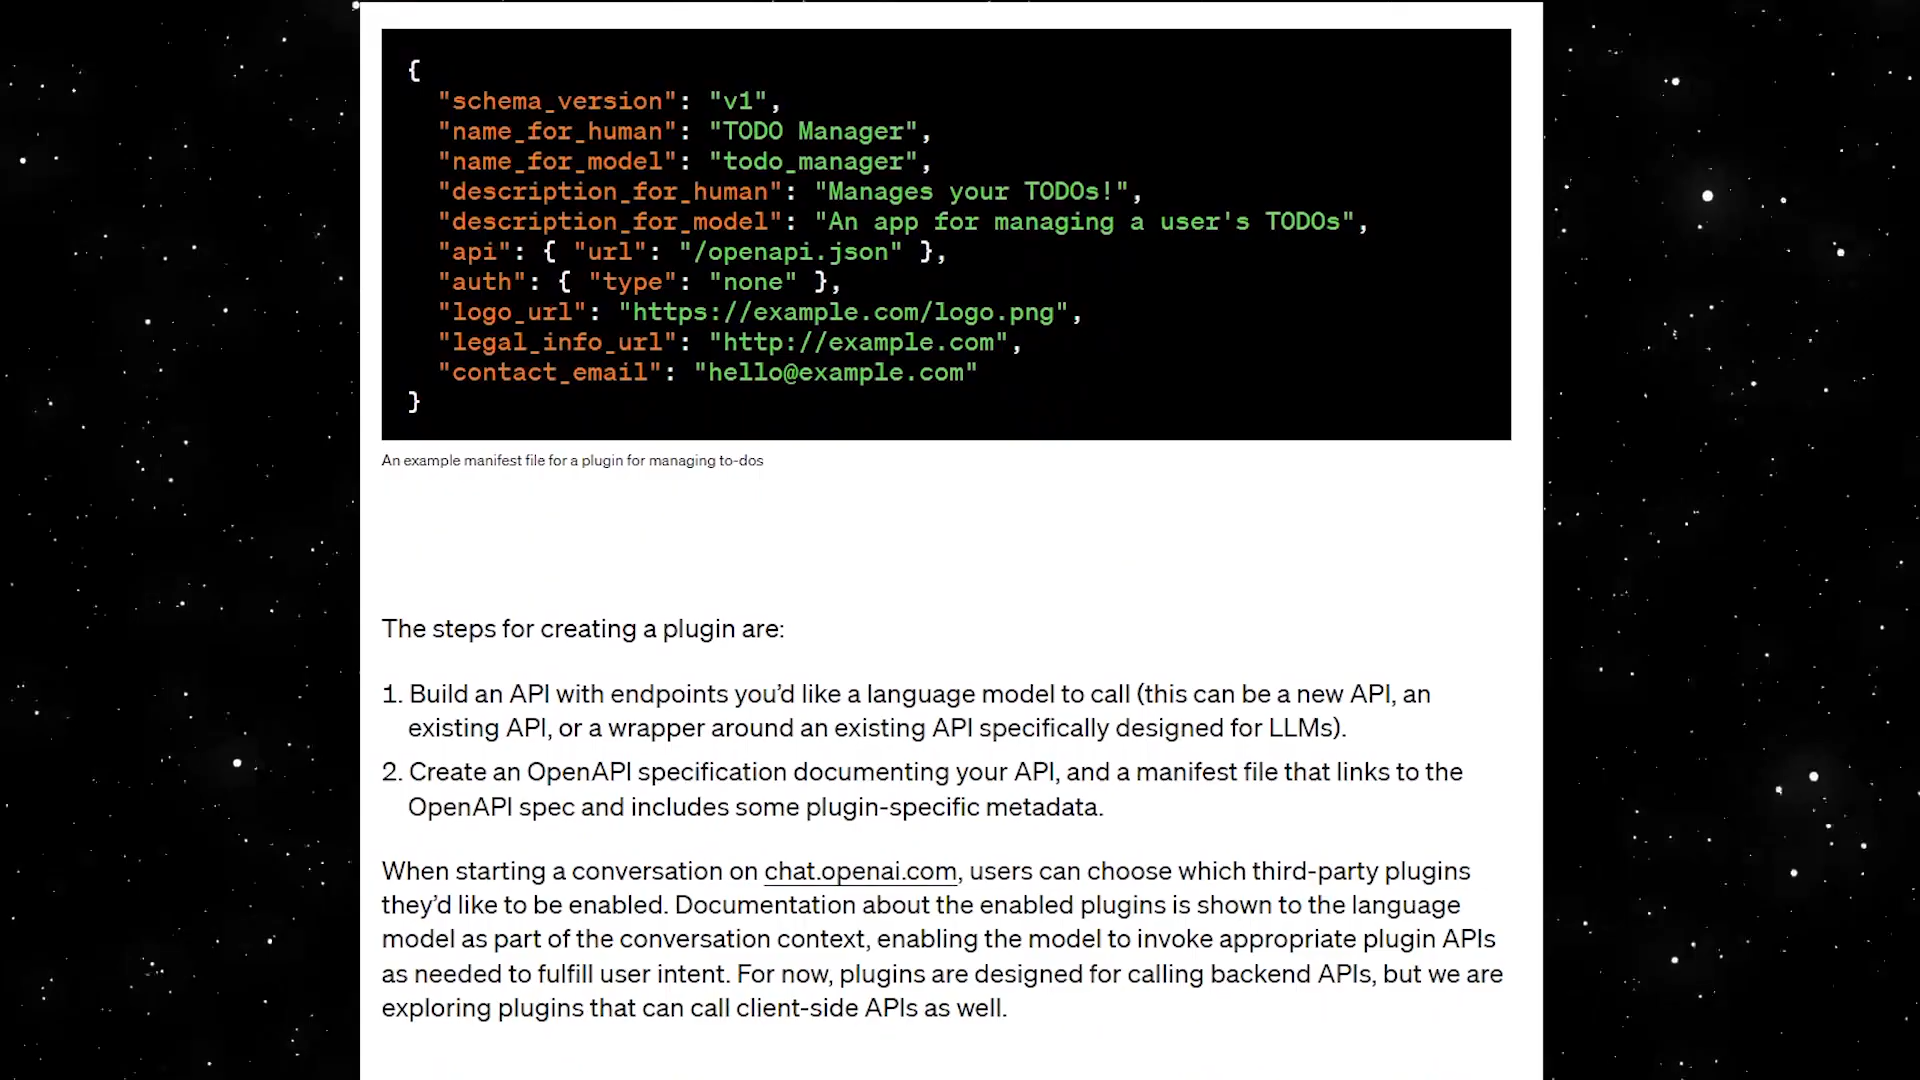 {
"schema_version": "v1",
"name_for_human": "TODO Manager",
"name_for_model": "todo_manager",
"description_for_human": "Manages your TODOs!",
"description_for_model": "An app for managing a user's TODOs",
"api": { "url": "/openapi.json" },
"auth": { "type": "none" },
"logo_url": "https://example.com/logo.png",
"legal_info_url": "http://example.com",
"contact_email": "hello@example.com"
}
An example manifest file for a plugin for managing to-dos
The steps for creating a plugin are:
1. Build an API with endpoints you’d like a language model to call (this can be a new API, an
existing API, or a wrapper around an existing API specifically designed for LLMs).
2. Create an OpenAPI specification documenting your API, and a manifest file that links to the
OpenAPI spec and includes some plugin-specific metadata.
When starting a conversation on chat.openai.com, users can choose which third-party plugins
they’d like to be enabled. Documentation about the enabled plugins is shown to the language
model as part of the conversation context, enabling the model to invoke appropriate plugin APIs
as needed to fulfill user intent. For now, plugins are designed for calling backend APIs, but we are
exploring plugins that can call client-side APIs as well.